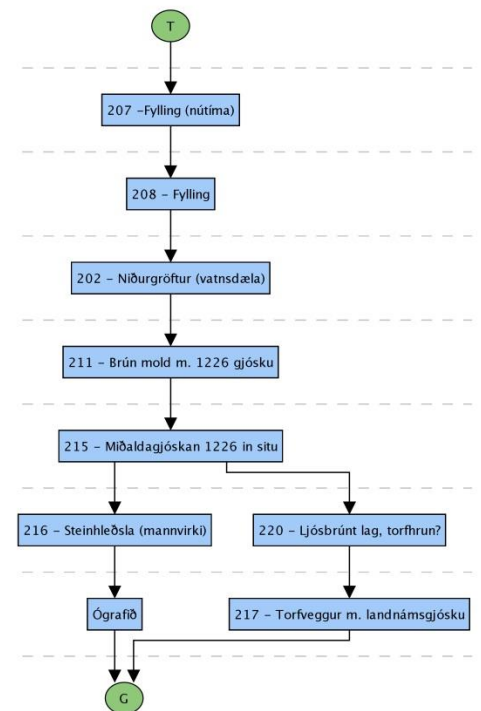 T
207 –Fylling (nútíma)
208 – Fylling
202 – Niðurgröftur (vatnsdæla)
211 – Brún mold m. 1226 gjósku
215 – Miðaldagjóskan 1226 in situ
216 – Steinhleðsla (mannvirki)
220 – Ljósbrúnt lag, torfhrun?
Ógrafið
217 – Torfveggur m. landnámsgjósku
G